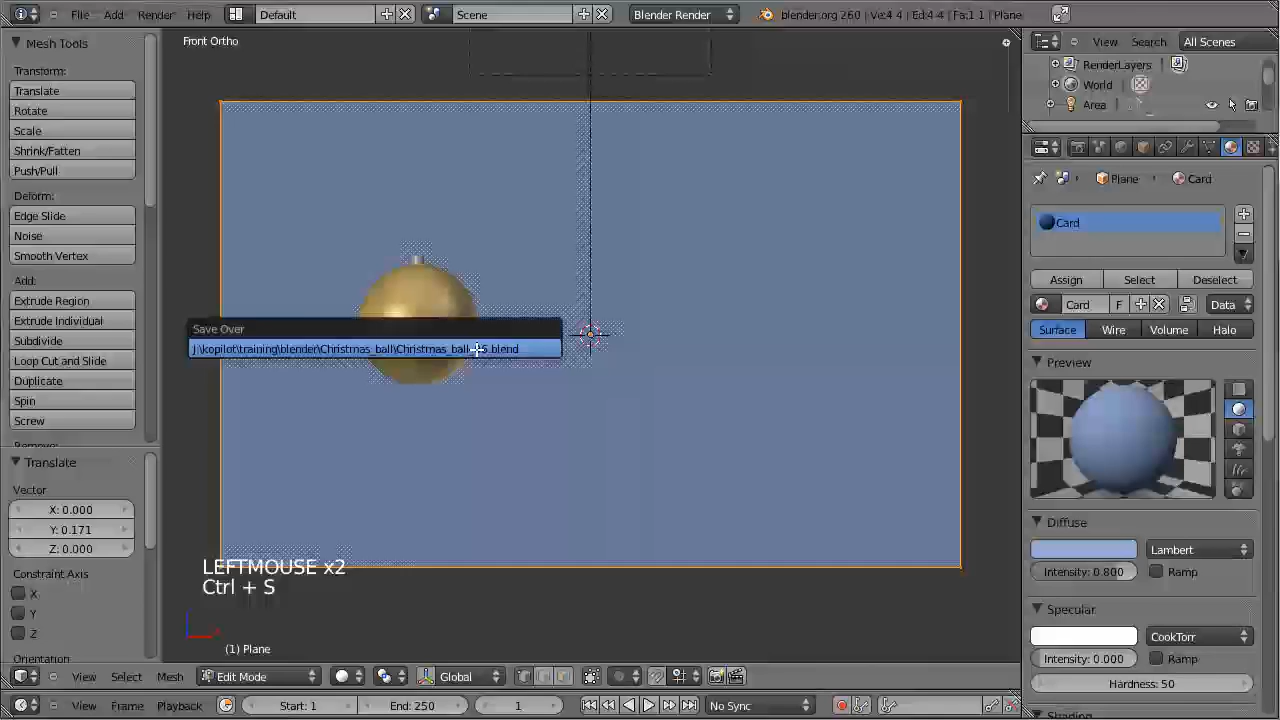 File Add Render Help Default Scene Blender Render blender.org 260 | Ve:4-4 | Ed:4-4 | Fa:1-1 | Plane
Mesh Tools
Transform:
Translate
Rotate
Scale
Shrink/Fatten
Push/Pull
Deform:
Edge Slide
Noise
Smooth Vertex
Add:
Extrude Region
Extrude Individual
Subdivide
Loop Cut and Slide
Duplicate
Spin
Screw
Translate
Vector
X: 0.000
Y: 0.171
Z: 0.000
Constraint Axis
X
Y
Z
Orientation
Front Ortho
Save Over
LEFTMOUSE x2
Ctrl + S
(1) Plane
View Select Mesh Edit Mode Global
View Frame Playback Start: 1 End: 250 1 No Sync
View Search All Scenes
RenderLayers
World
Area
Plane Card
Card
Assign Select Deselect
Card F Data
Surface Wire Volume Halo
Preview
Diffuse
Lambert
Intensity: 0.800 Ramp
Specular
CookTorr
Intensity: 0.000 Ramp
Hardness: 50